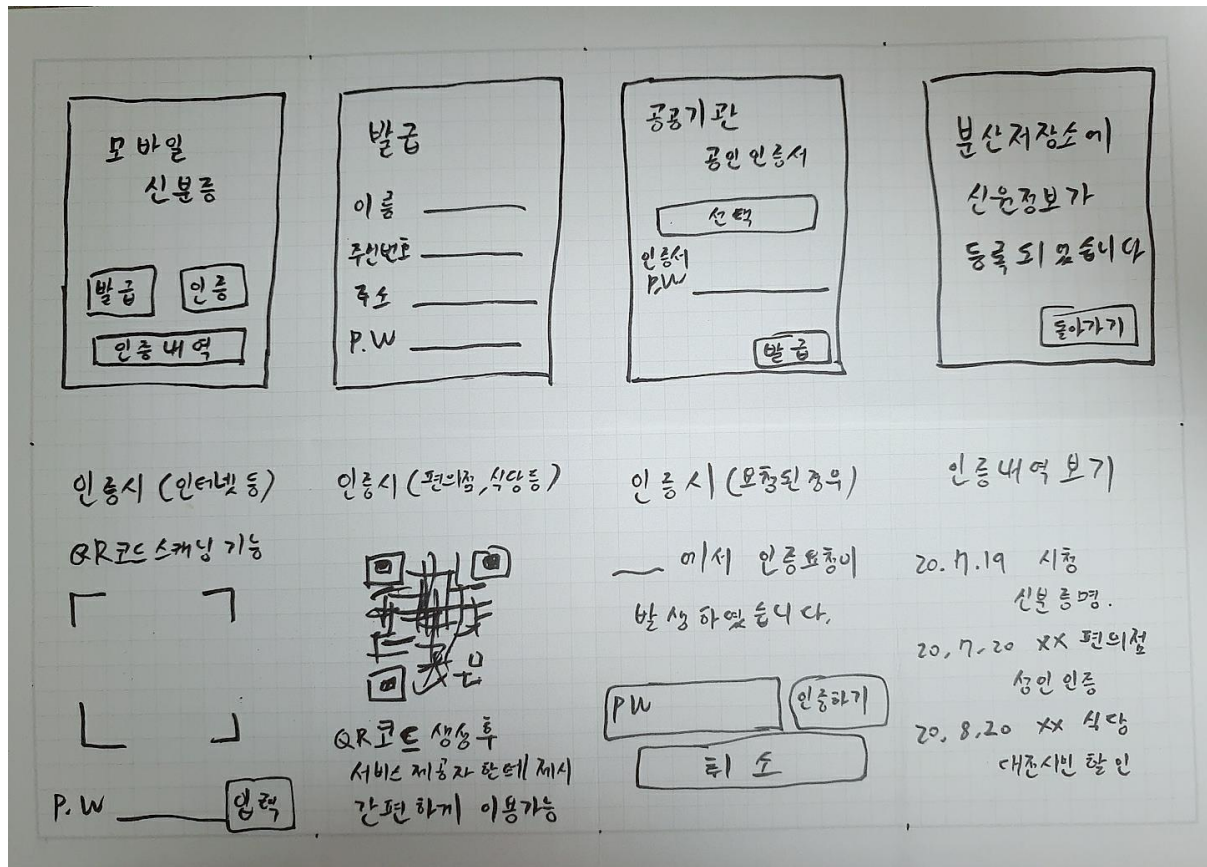 모바일
신분증
발급
인증
인증내역
발급
이름
주민번호
주소
P.W
공공기관
공인인증서
선택
인증서
P.W
발급
분산저장소에
신원정보가
등록되었습니다
돌아가기
인증시 (인터넷 등)
QR코드 스캐닝 기능
P.W
입력
인증시 (편의점, 식당 등)
QR코드 생성 후
서비스 제공자 한테 제시
간편하게 이용가능
인증시 (요청된 경우)
에서 인증요청이
발생하였습니다.
PW
인증하기
취소
인증내역 보기
20.7.19 시청
신분증명.
20.7.20 XX 편의점
성인 인증
20.8.20 XX 식당
대전시민 할인